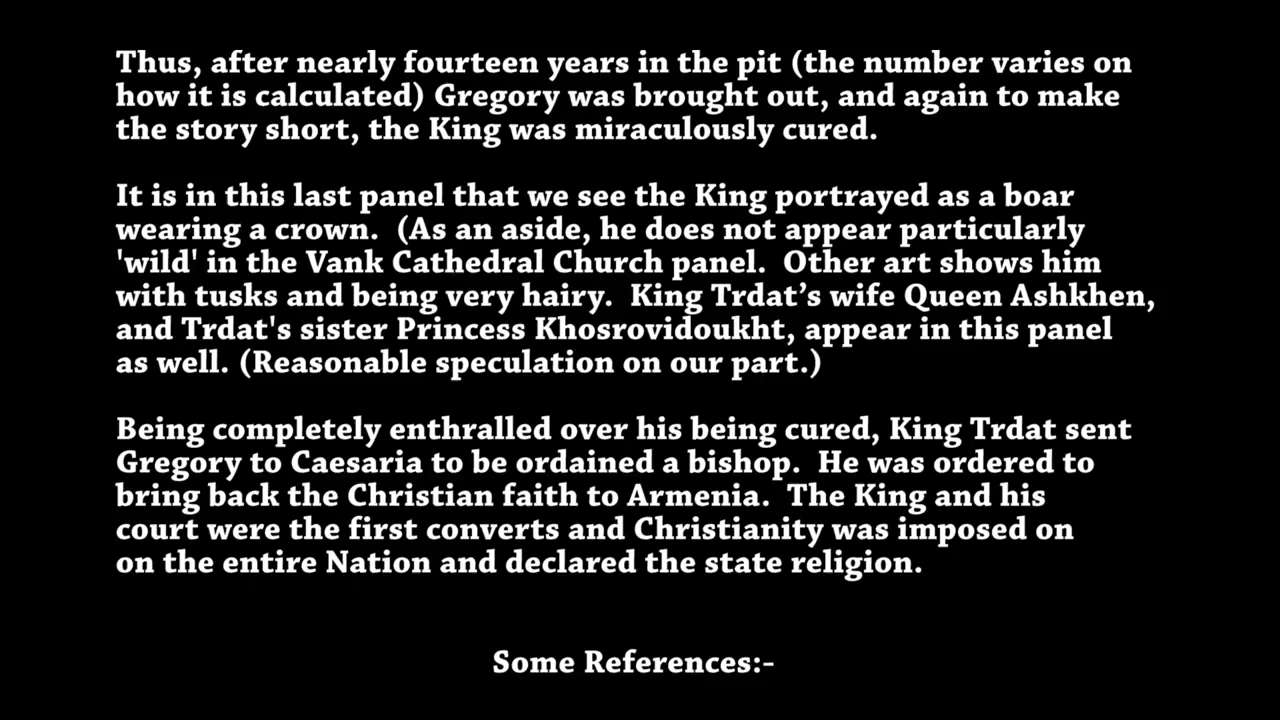 Thus, after nearly fourteen years in the pit (the number varies on
how it is calculated) Gregory was brought out, and again to make
the story short, the King was miraculously cured.
It is in this last panel that we see the King portrayed as a boar
wearing a crown.  (As an aside, he does not appear particularly
'wild' in the Vank Cathedral Church panel.  Other art shows him
with tusks and being very hairy.  King Trdat’s wife Queen Ashkhen,
and Trdat's sister Princess Khosrovidoukht, appear in this panel
as well. (Reasonable speculation on our part.)
Being completely enthralled over his being cured, King Trdat sent
Gregory to Caesaria to be ordained a bishop.  He was ordered to
bring back the Christian faith to Armenia.  The King and his
court were the first converts and Christianity was imposed on
on the entire Nation and declared the state religion.
Some References:-